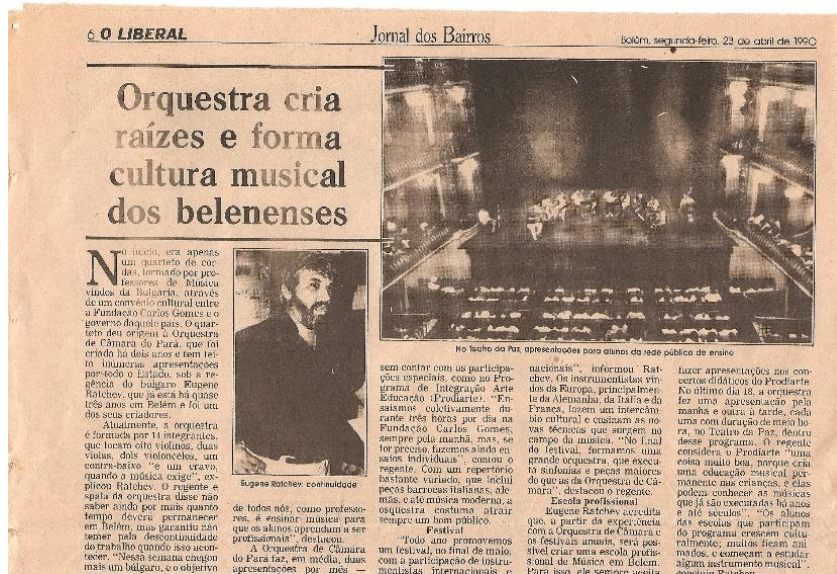 6 O LIBERAL
Jornal dos Bairros
Belém, segunda-feira, 23 de abril de 1990
Orquestra cria
raízes e forma
cultura musical
dos belenenses
No início, era apenas
um quarteto de cor-
das, formado por pro-
fessores de Música
vindos da Bulgária, através
de um convênio cultural entre
a Fundação Carlos Gomes e o
governo daquele país. O quar-
teto deu origem à Orquestra
de Câmara do Pará, que foi
criada há dois anos e tem fei-
to inúmeras apresentações
por todo o Estado, sob a re-
gência do búlgaro Eugene
Ratchev, que já está há quase
três anos em Belém e foi um
dos seus criadores.
Atualmente, a orquestra
é formada por 14 integrantes,
que tocam oito violinos, duas
violas, dois violoncelos, um
contra-baixo "e um cravo,
quando a música exige", ex-
plicou Ratchev. O regente e
spala da orquestra disse não
saber ainda por mais quanto
tempo deverá permanecer
em Belém, mas garantiu não
temer pela descontinuidade
do trabalho quando isso acon-
tecer. "Nessa semana chegou
mais um búlgaro, e o objetivo
Eugene Ratchev: continuidade
de todos nós, como professo-
res, é ensinar música para
que os alunos aprendam a ser
profissionais", destacou.
A Orquestra de Câmara
do Pará faz, em média, duas
apresentações por mês —
No Teatro da Paz, apresentações para alunos da rede pública de ensino
sem contar com as participa-
ções especiais, como no Pro-
grama de Integração Arte
Educação (Prodiarte). "En-
saiamos coletivamente du-
rante três horas por dia na
Fundação Carlos Gomes,
sempre pela manhã, mas, se
for preciso, fazemos ainda en-
saios individuais", contou o
regente. Com um repertório
bastante variado, que inclui
peças barrocas italianas, ale-
mãs, e até música moderna, a
orquestra costuma atrair
sempre um bom público.
Festival
"Todo ano promovemos
um festival, no final de maio,
com a participação de instru-
mentistas internacionais e
nacionais", informou Rat-
chev. Os instrumentistas vin-
dos da Europa, principalmen-
te da Alemanha, da Itália e da
França, fazem um intercâm-
bio cultural e ensinam as no-
vas técnicas que surgem no
campo da música. "No final
do festival, formamos uma
grande orquestra, que execu-
ta sinfonias e peças maiores
do que as da Orquestra de Câ-
mara", destacou o regente.
Escola profissional
Eugene Ratchev acredita
que, a partir da experiência
com a Orquestra de Câmara e
os festivais anuais, será pos-
sível criar uma escola profis-
sional de Música em Belém.
Para isso, ele sempre
fazer apresentações nos con-
certos didáticos do Prodiarte
No último dia 18, a orquestra
fez uma apresentação pela
manhã e outra à tarde, cada
uma com duração de meia ho-
ra, no Teatro da Paz, dentro
desse programa. O regente
considera o Prodiarte "uma
coisa muito boa, porque cria
uma educação musical per-
manente nas crianças, e elas
podem conhecer as músicas
que já são executadas há anos
e até séculos". "Os alunos
das escolas que participam
do programa crescem cultu-
ralmente; muitos ficam ani
mados, e começam a estudar
algum instrumento musical".
Ratchev